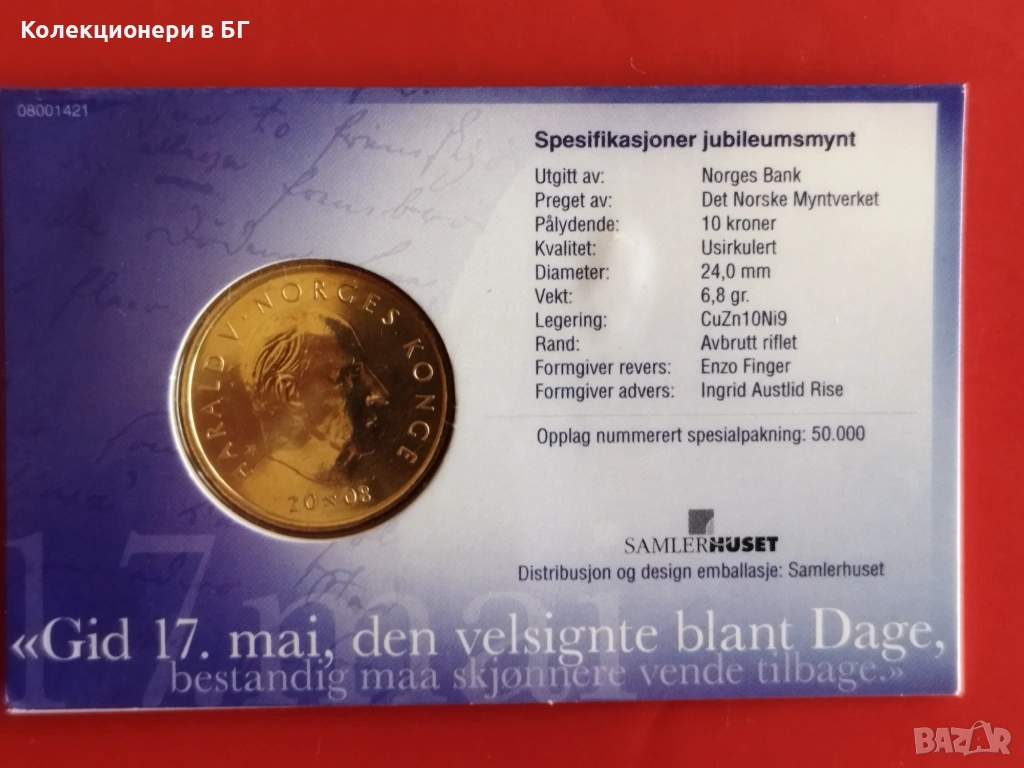 Колекционери в БГ
08001421
Spesifikasjoner jubileumsmynt
Utgitt av: Norges Bank
Preget av: Det Norske Myntverket
Pålydende: 10 kroner
Kvalitet: Usirkulert
Diameter: 24,0 mm
Vekt: 6,8 gr.
Legering: CuZn10Ni9
Rand: Avbrutt riflet
Formgiver revers: Enzo Finger
Formgiver advers: Ingrid Austlid Rise
Opplag nummerert spesialpakning: 50.000
HARALD V · NORGES · KONGE
20 08
SAMLERHUSET
Distribusjon og design emballasje: Samlerhuset
17. mai
«Gid 17. mai, den velsignte blant Dage,
bestandig maa skjønnere vende tilbage.»
BAZAR